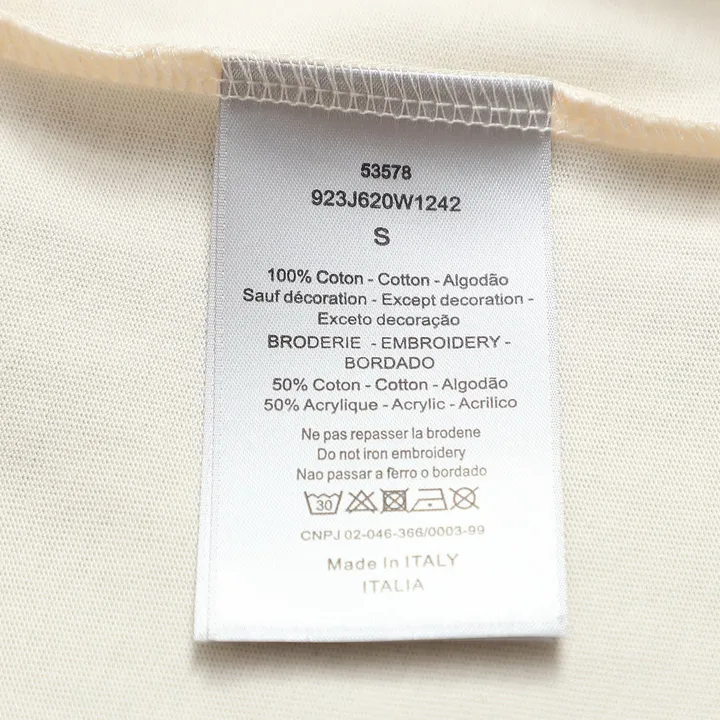 53578
923J620W1242
S
100% Coton - Cotton - Algodão
Sauf décoration - Except decoration -
Exceto decoração
BRODERIE - EMBROIDERY -
BORDADO
50% Coton - Cotton - Algodão
50% Acrylique - Acrylic - Acrilico
Ne pas repasser la brodene
Do not iron embroidery
Nao passar a ferro o bordado
30
CNPJ 02-046-366/0003-99
Made in ITALY
ITALIA